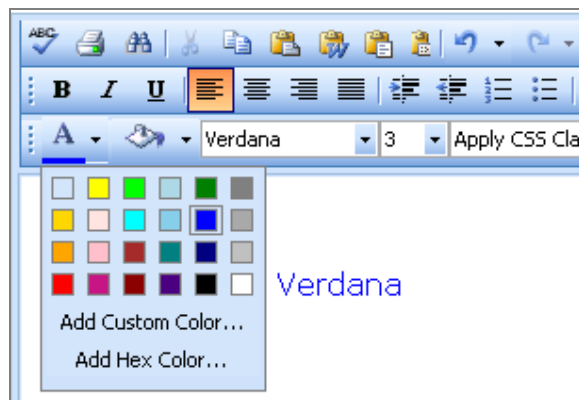 ABC
B I U
A Verdana 3 Apply CSS Cla
Verdana
Add Custom Color...
Add Hex Color...